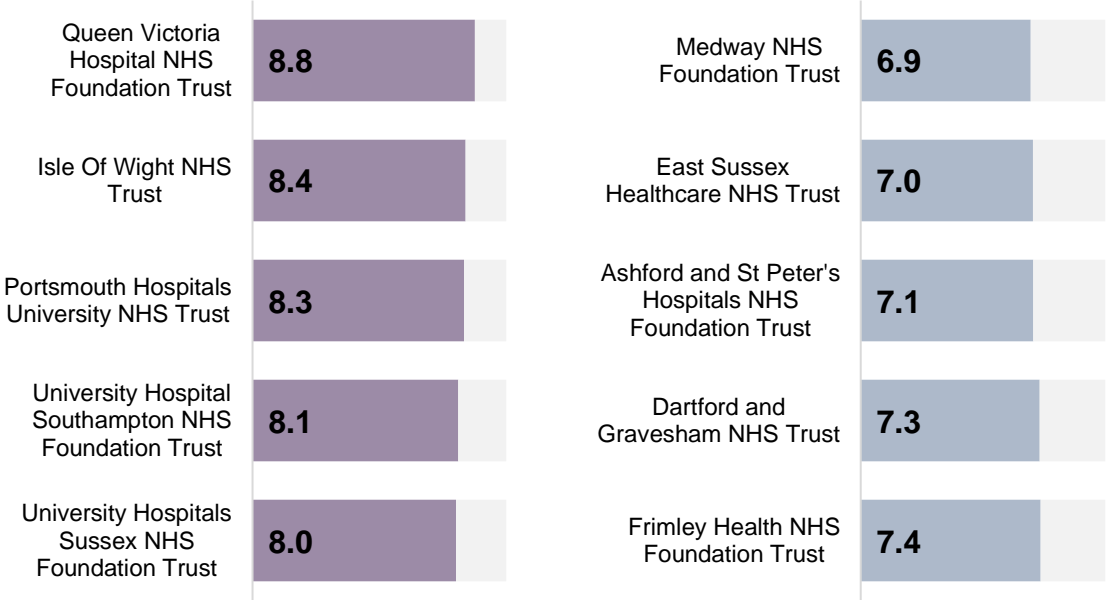 Queen Victoria
Hospital NHS
Foundation Trust
8.8
Isle Of Wight NHS
Trust
8.4
Portsmouth Hospitals
University NHS Trust
8.3
University Hospital
Southampton NHS
Foundation Trust
8.1
University Hospitals
Sussex NHS
Foundation Trust
8.0
Medway NHS
Foundation Trust
6.9
East Sussex
Healthcare NHS Trust
7.0
Ashford and St Peter's
Hospitals NHS
Foundation Trust
7.1
Dartford and
Gravesham NHS Trust
7.3
Frimley Health NHS
Foundation Trust
7.4